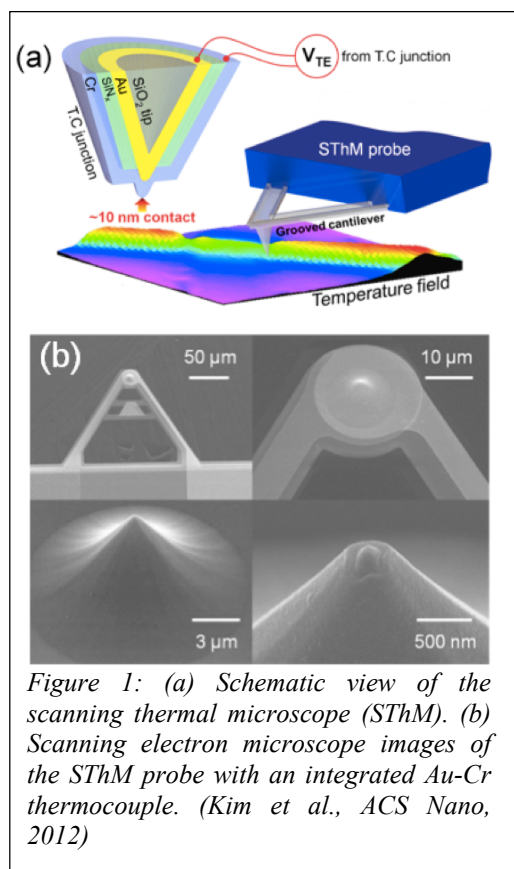 (a)
V_TE from T.C junction
Cr
SiNₓ
Au
SiO₂ tip
T.C junction
SThM probe
~10 nm contact
Grooved cantilever
Temperature field
(b)
50 µm
10 µm
3 µm
500 nm
Figure 1: (a) Schematic view of the
scanning thermal microscope (SThM). (b)
Scanning electron microscope images of
the SThM probe with an integrated Au-Cr
thermocouple. (Kim et al., ACS Nano,
2012)